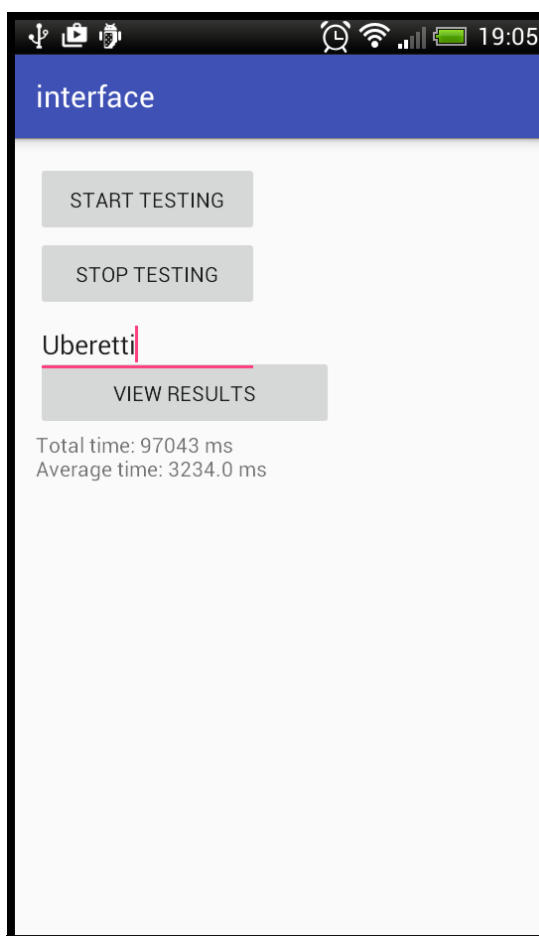 19:05
interface
START TESTING
STOP TESTING
Uberetti
VIEW RESULTS
Total time: 97043 ms
Average time: 3234.0 ms